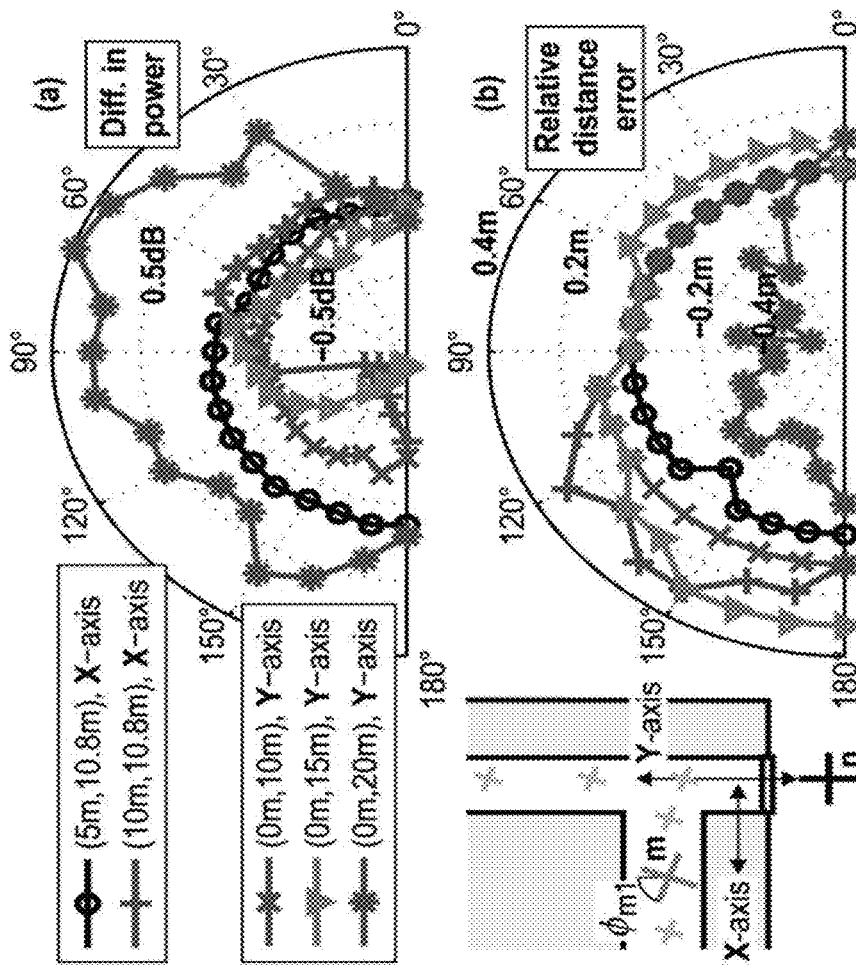 (5m,10.8m), X-axis
(10m,10.8m), X-axis
(0m,10m), Y-axis
(0m,15m), Y-axis
(0m,20m), Y-axis
(a)
Diff. in
power
0°
30°
60°
90°
120°
150°
180°
0.5dB
-0.5dB
(b)
Relative
distance
error
0°
30°
60°
90°
120°
150°
180°
0.4m
0.2m
-0.2m
-0.4m
ϕm1
m
Y-axis
X-axis
n